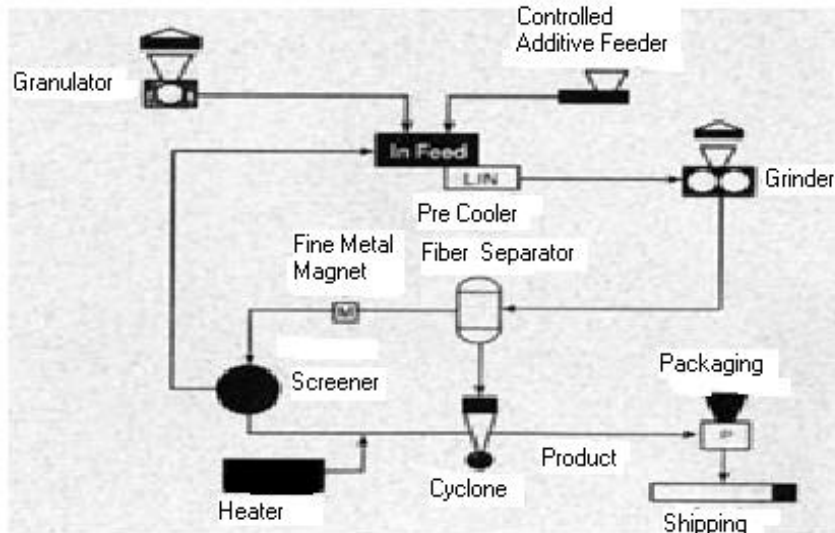 Controlled
Additive Feeder
Granulator
In Feed
LIN
Grinder
Pre Cooler
Fine Metal
Magnet
Fiber Separator
M
Screener
Packaging
P
Product
Heater
Cyclone
Shipping